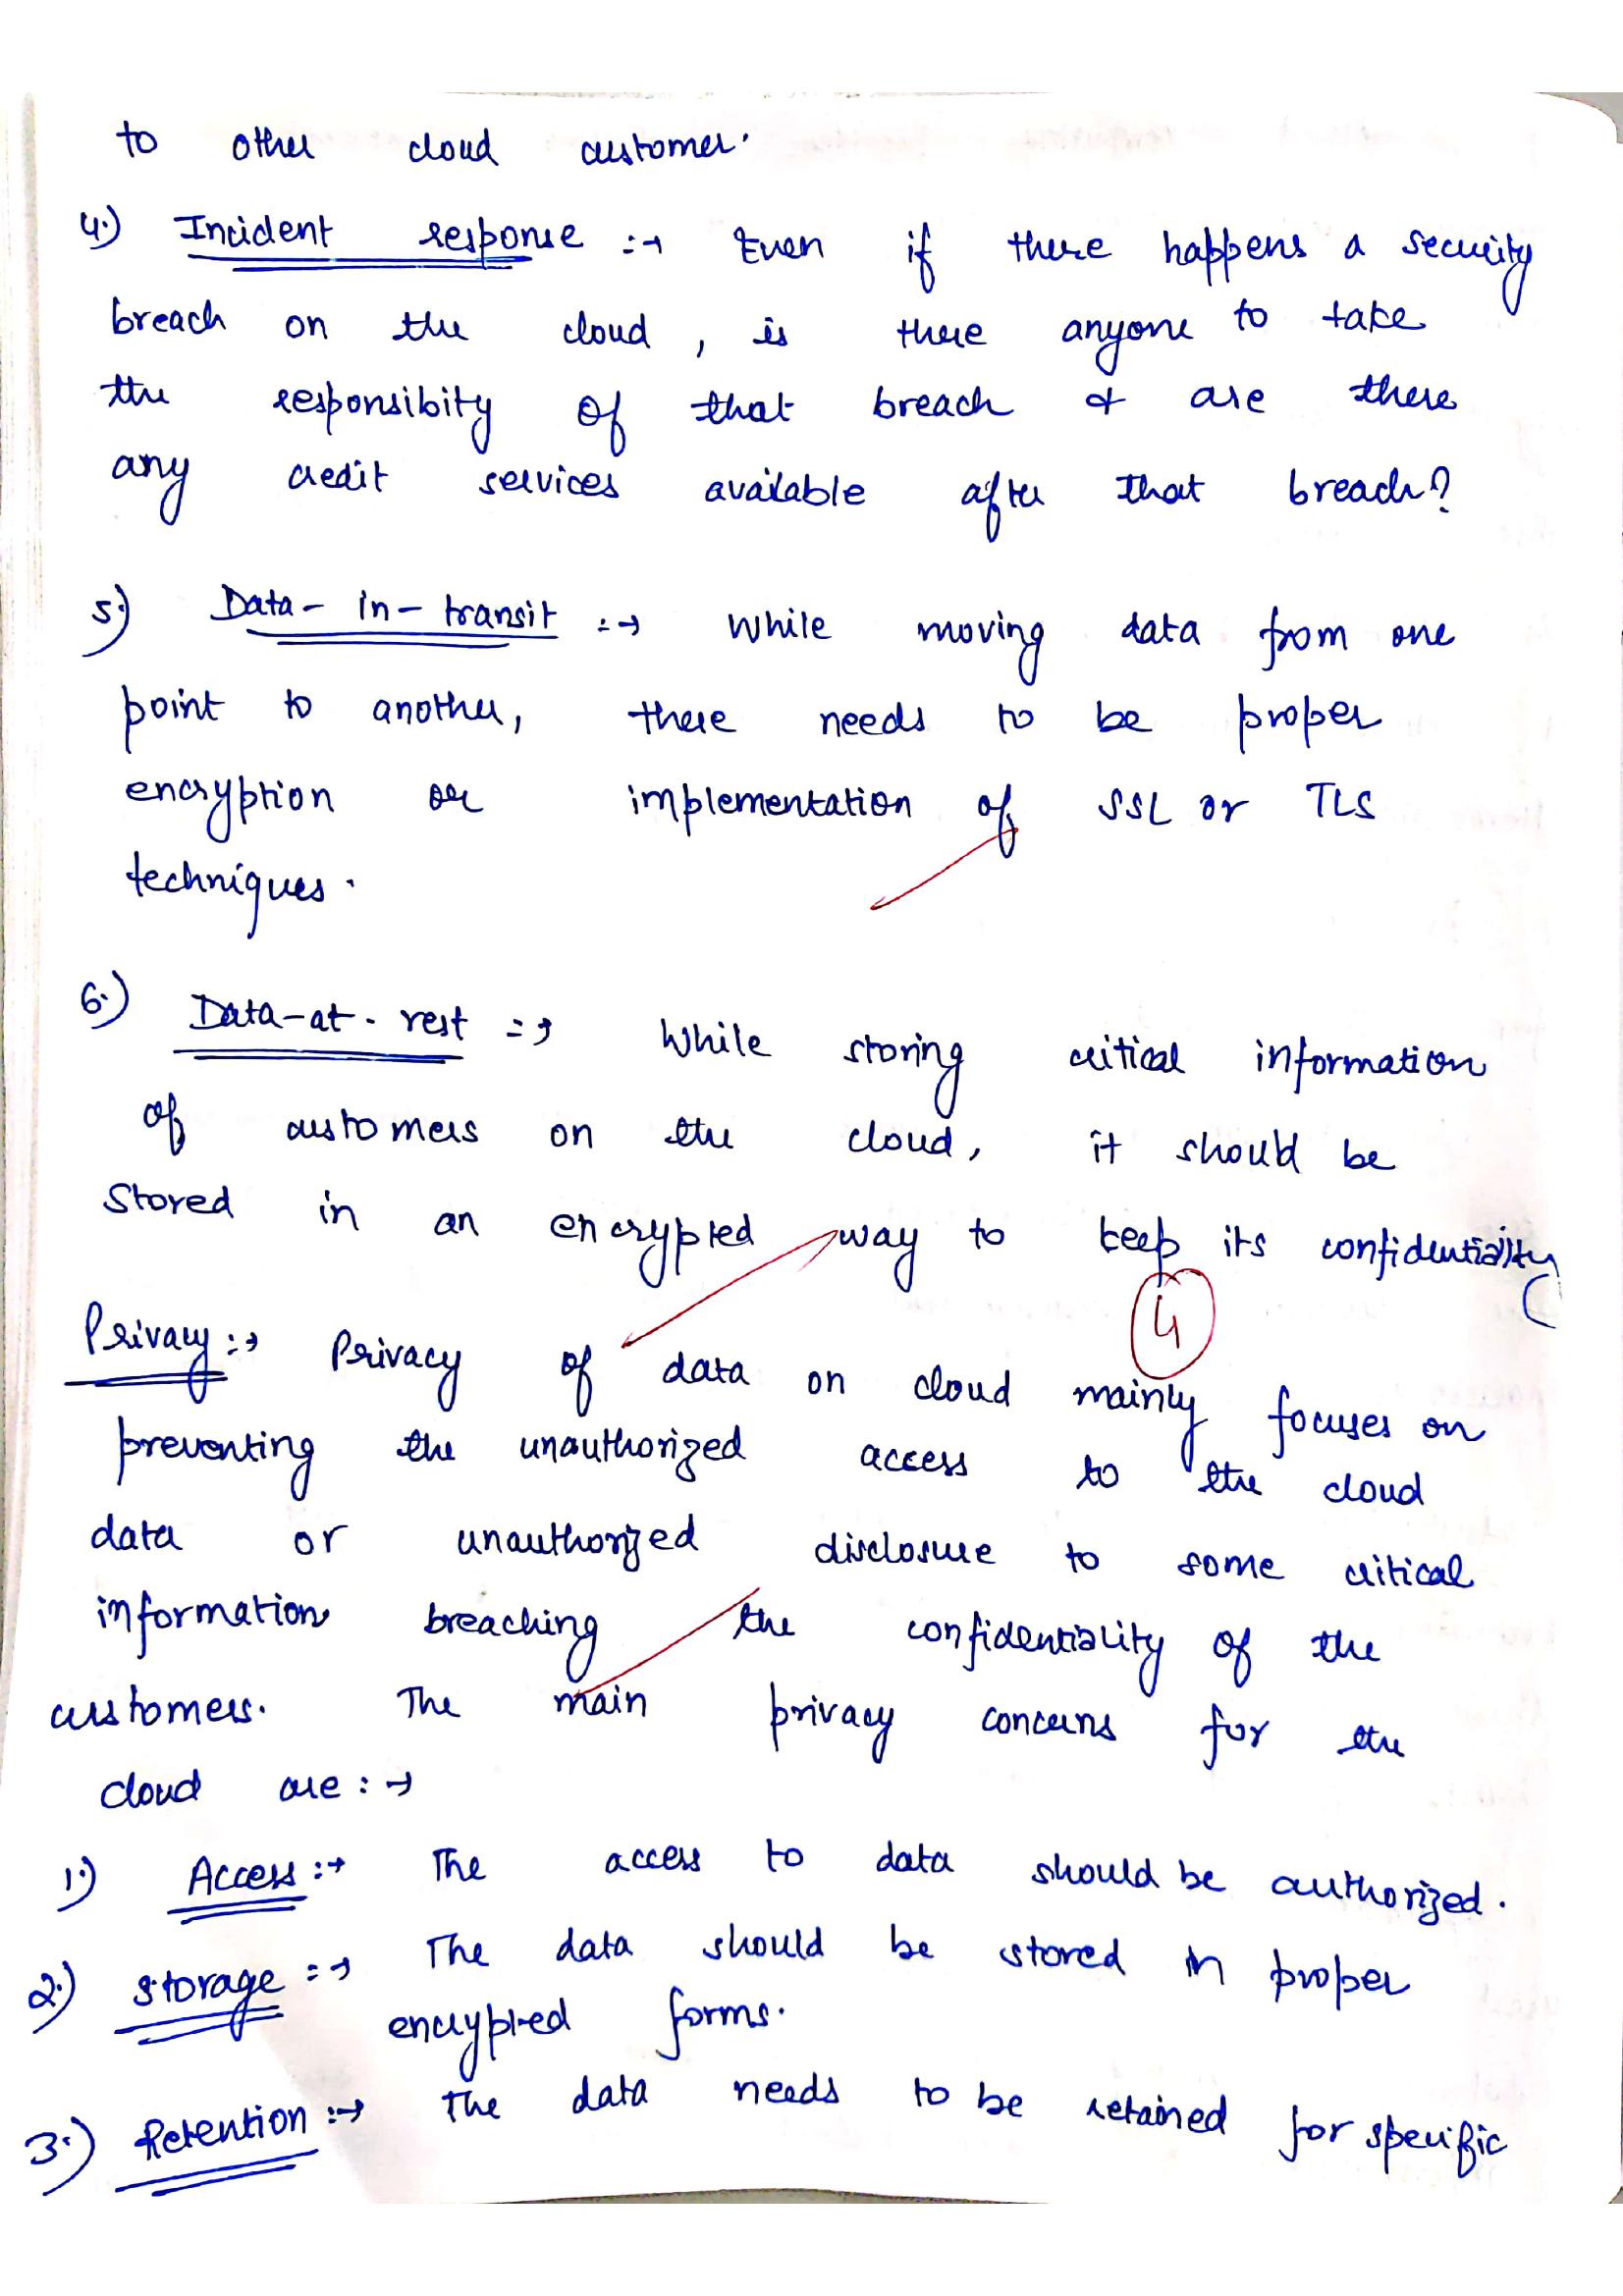 to other cloud customer.
4.) Incident response :→ Even if there happens a security
breach on the cloud, is there anyone to take
the responsibity of that breach & are there
any credit services available after that breach?
5.) Data-in-transit :→ While moving data from one
point to another, there needs to be proper
encryption or implementation of SSL or TLS
techniques.
6.) Data-at-rest :→ While storing critical information
of customers on the cloud, it should be
stored in an encrypted way to keep its confidentiality
4
Privacy :→ Privacy of data on cloud mainly focuses on
preventing the unauthorized access to the cloud
data or unauthorized disclosure to some critical
information breaching the confidentiality of the
customers. The main privacy concerns for the
cloud are :→
1.) Access :→ The access to data should be authorized.
2.) Storage :→ The data should be stored in proper
encrypted forms.
3.) Retention :→ The data needs to be retained for specific